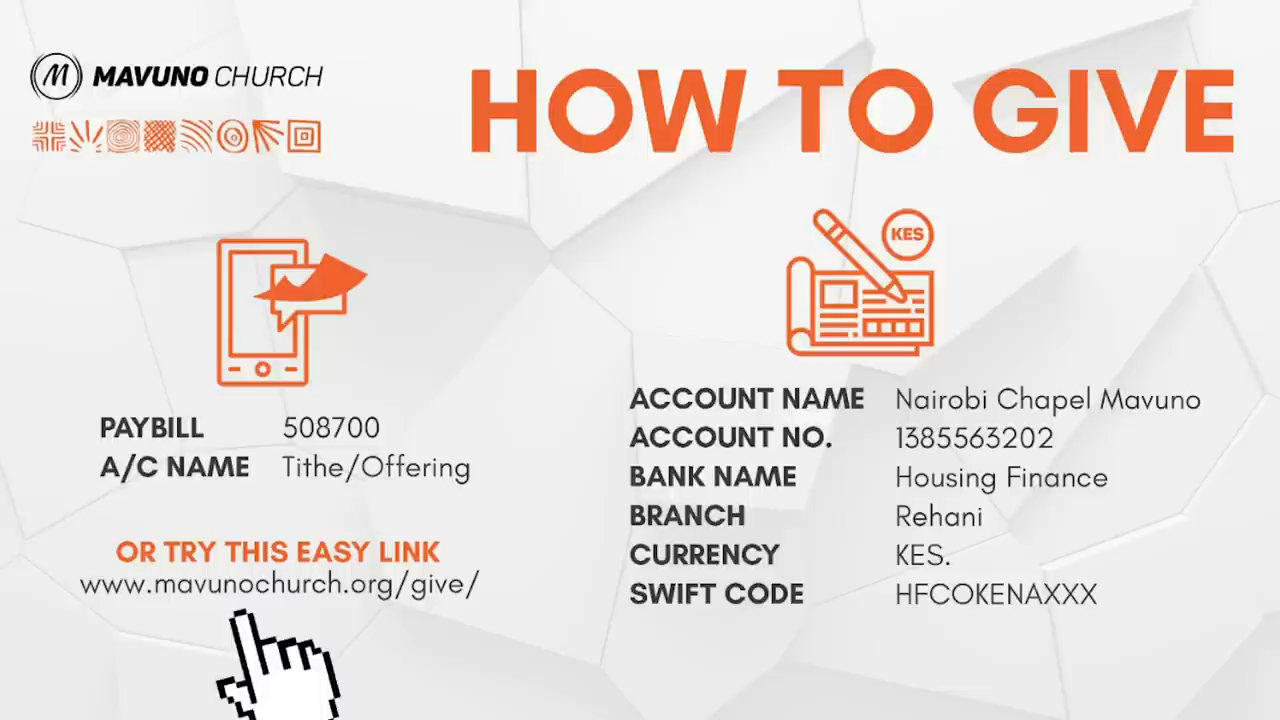 M MAVUNO CHURCH
HOW TO GIVE
PAYBILL 508700
A/C NAME Tithe/Offering
OR TRY THIS EASY LINK
www.mavunochurch.org/give/
KES
ACCOUNT NAME Nairobi Chapel Mavuno
ACCOUNT NO. 1385563202
BANK NAME Housing Finance
BRANCH Rehani
CURRENCY KES.
SWIFT CODE HFCOKENAXXX